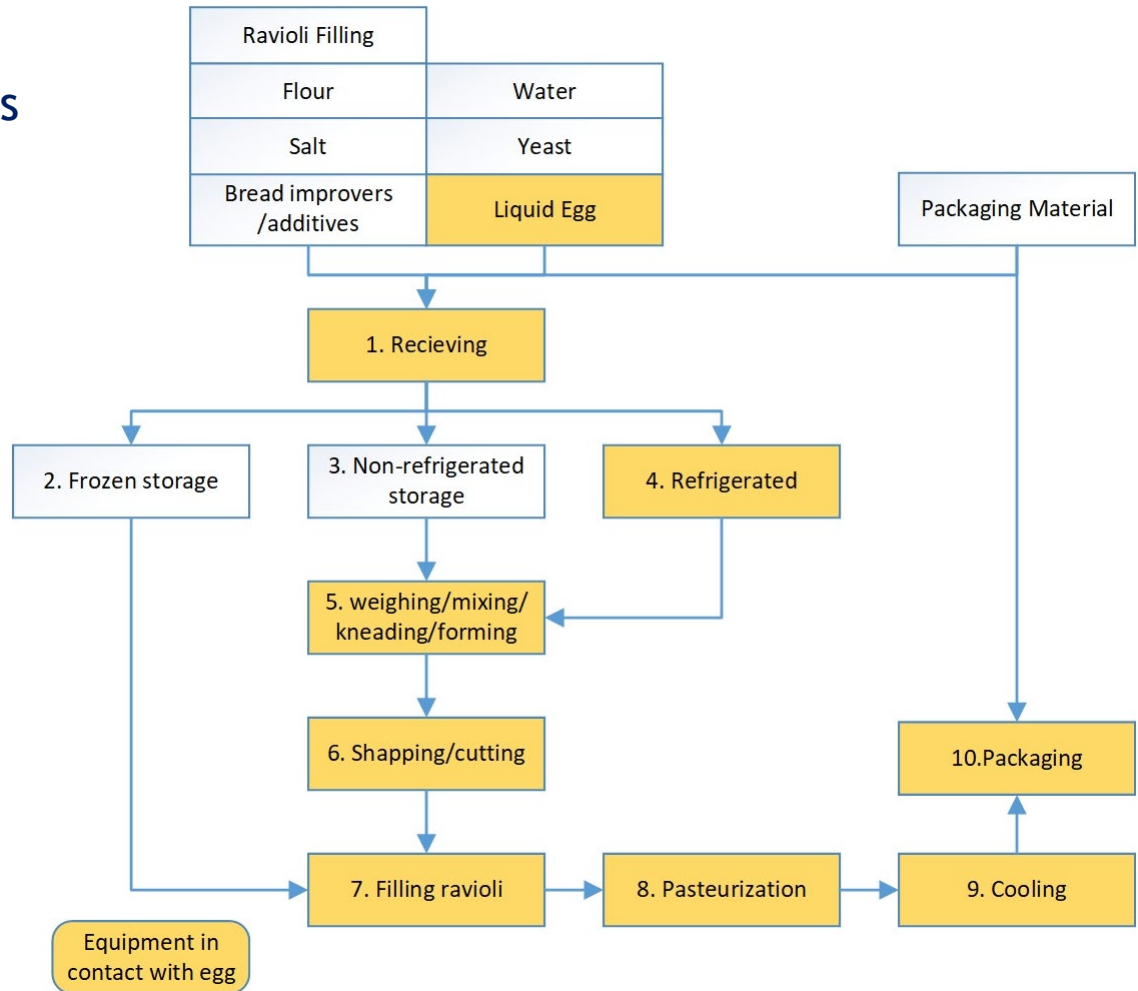 s
Ravioli Filling
Flour
Water
Salt
Yeast
Bread improvers
/additives
Liquid Egg
Packaging Material
1. Recieving
2. Frozen storage
3. Non-refrigerated
storage
4. Refrigerated
5. weighing/mixing/
kneading/forming
6. Shapping/cutting
10.Packaging
7. Filling ravioli
8. Pasteurization
9. Cooling
Equipment in
contact with egg